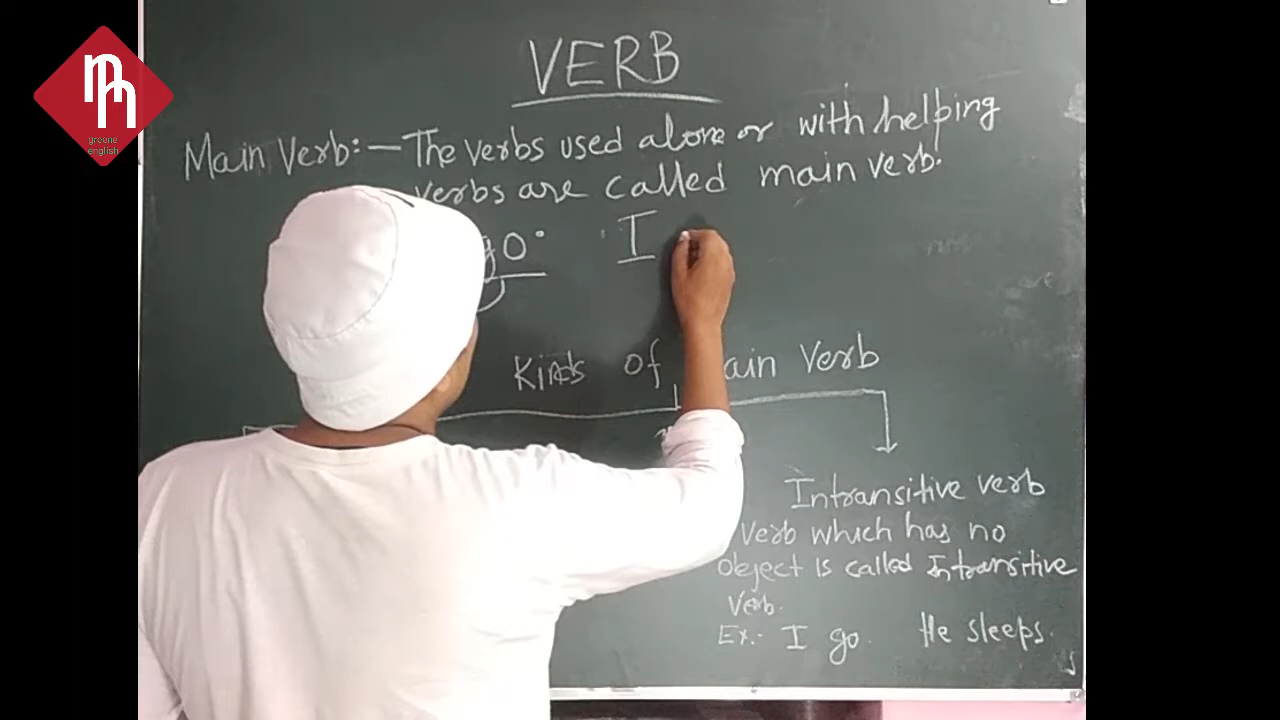 greene
english
VERB
Main Verb:— The verbs used alone or with helping
verbs are called main verb.
go. I
Kinds of ain Verb
Intransitive verb
Verb which has no
object is called Intransitive
Verb.
Ex:- I go. He sleeps.